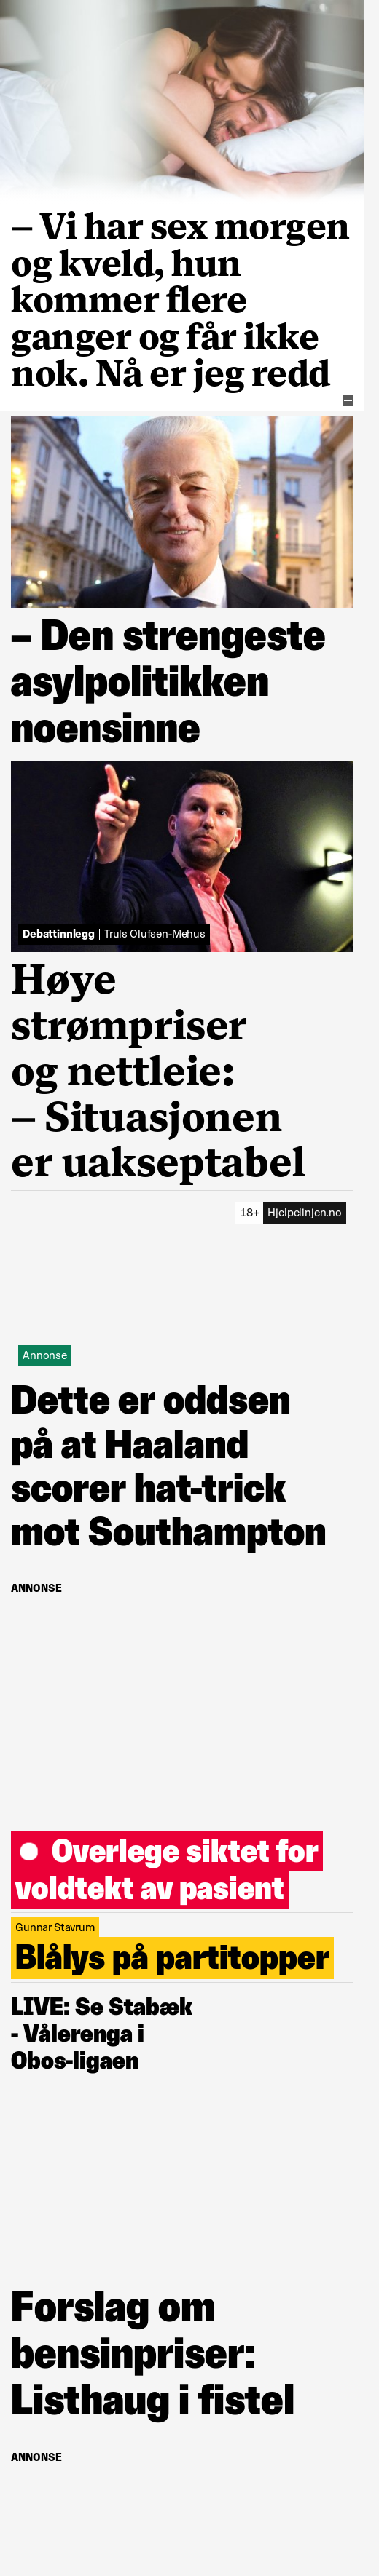 – Vi har sex morgen
og kveld, hun
kommer flere
ganger og får ikke
nok. Nå er jeg redd
– Den strengeste
asylpolitikken
noensinne
Debattinnlegg | Truls Olufsen-Mehus
Høye
strømpriser
og nettleie:
– Situasjonen
er uakseptabel
18+ Hjelpelinjen.no
Annonse
Dette er oddsen
på at Haaland
scorer hat-trick
mot Southampton
ANNONSE
Overlege siktet for
voldtekt av pasient
Gunnar Stavrum
Blålys på partitopper
LIVE: Se Stabæk
- Vålerenga i
Obos-ligaen
Forslag om
bensinpriser:
Listhaug i fistel
ANNONSE